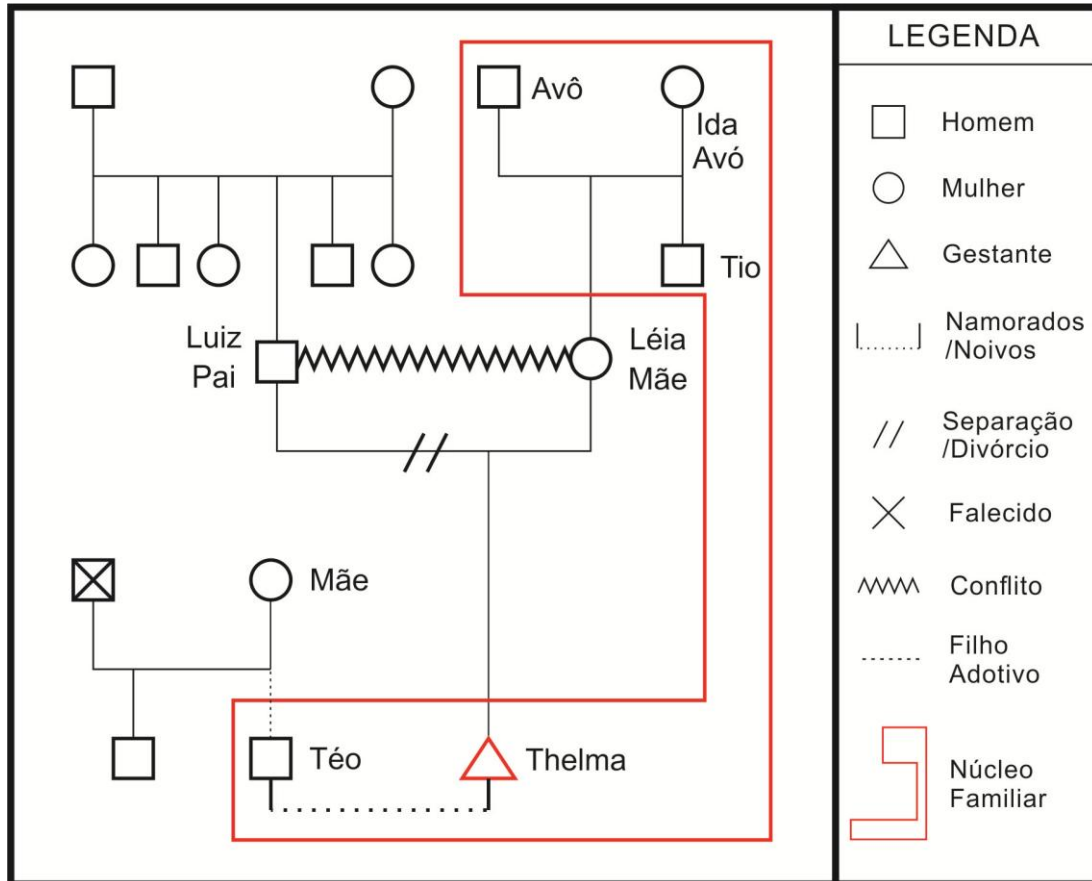 LEGENDA
Avô
Ida
Avó
Tio
Luiz
Pai
Léia
Mãe
Mãe
Téo
Thelma
Homem
Mulher
Gestante
Namorados
/Noivos
Separação
/Divórcio
Falecido
Conflito
Filho
Adotivo
Núcleo
Familiar